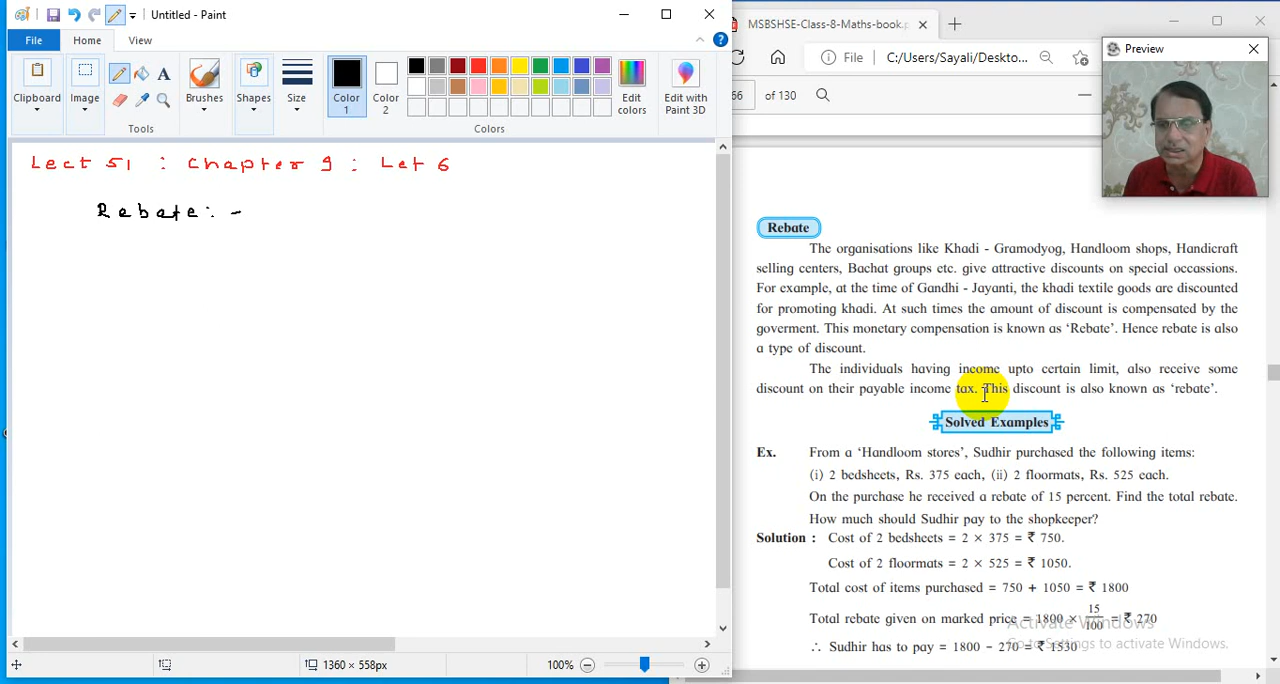 Untitled - Paint
File
Home
View
Clipboard
Image
Tools
Brushes
Shapes
Size
Color 1
Color 2
Colors
Edit colors
Edit with Paint 3D
Lect 51 : Chapter 9 : Let 6
Rebate: -
1360 × 558px
100%
MSBSHSE-Class-8-Maths-book.p
File
C:/Users/Sayali/Deskto...
66 of 130
Preview
Rebate
The organisations like Khadi - Gramodyog, Handloom shops, Handicraft
selling centers, Bachat groups etc. give attractive discounts on special occassions.
For example, at the time of Gandhi - Jayanti, the khadi textile goods are discounted
for promoting khadi. At such times the amount of discount is compensated by the
goverment. This monetary compensation is known as ‘Rebate’. Hence rebate is also
a type of discount.
The individuals having income upto certain limit, also receive some
discount on their payable income tax. This discount is also known as ‘rebate’.
Solved Examples
Ex. From a ‘Handloom stores’, Sudhir purchased the following items:
(i) 2 bedsheets, Rs. 375 each, (ii) 2 floormats, Rs. 525 each.
On the purchase he received a rebate of 15 percent. Find the total rebate.
How much should Sudhir pay to the shopkeeper?
Solution : Cost of 2 bedsheets = 2 × 375 = ₹ 750.
Cost of 2 floormats = 2 × 525 = ₹ 1050.
Total cost of items purchased = 750 + 1050 = ₹ 1800
Total rebate given on marked price = 1800 × 15/100 = ₹ 270
∴ Sudhir has to pay = 1800 − 270 = ₹ 1530
Activate Windows
Go to Settings to activate Windows.